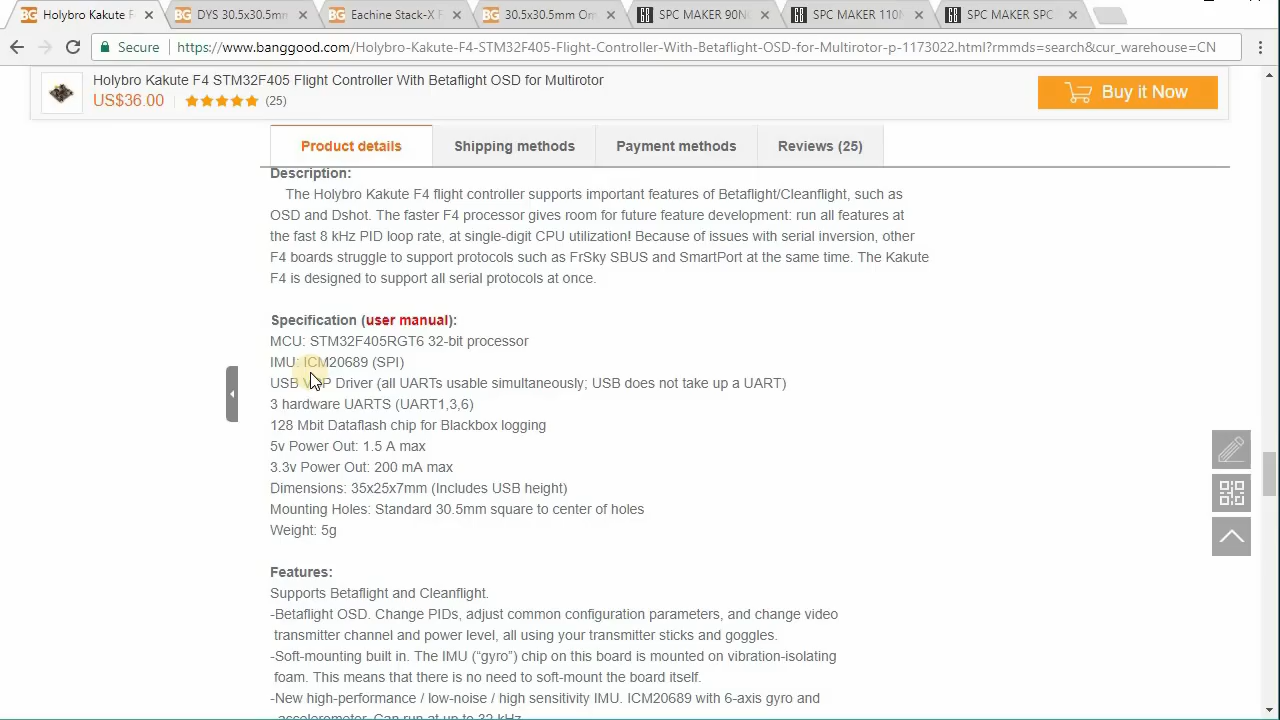 BG Holybro Kakute F
BG DYS 30.5x30.5mm
BG Eachine Stack-X F
BG 30.5x30.5mm Om
SPC MAKER
SPC MAKER 110
SPC MAKER SPC
Secure https://www.banggood.com/Holybro-Kakute-F4-STM32F405-Flight-Controller-With-Betaflight-OSD-for-Multirotor-p-1173022.html?rmmds=search&cur_warehouse=CN
Holybro Kakute F4 STM32F405 Flight Controller With Betaflight OSD for Multirotor
US$36.00 (25)
Buy it Now
Product details Shipping methods Payment methods Reviews (25)
Description:
The Holybro Kakute F4 flight controller supports important features of Betaflight/Cleanflight, such as
OSD and Dshot. The faster F4 processor gives room for future feature development: run all features at
the fast 8 kHz PID loop rate, at single-digit CPU utilization! Because of issues with serial inversion, other
F4 boards struggle to support protocols such as FrSky SBUS and SmartPort at the same time. The Kakute
F4 is designed to support all serial protocols at once.
Specification (user manual):
MCU: STM32F405RGT6 32-bit processor
IMU: ICM20689 (SPI)
USB VCP Driver (all UARTs usable simultaneously; USB does not take up a UART)
3 hardware UARTS (UART1,3,6)
128 Mbit Dataflash chip for Blackbox logging
5v Power Out: 1.5 A max
3.3v Power Out: 200 mA max
Dimensions: 35x25x7mm (Includes USB height)
Mounting Holes: Standard 30.5mm square to center of holes
Weight: 5g
Features:
Supports Betaflight and Cleanflight.
-Betaflight OSD. Change PIDs, adjust common configuration parameters, and change video
transmitter channel and power level, all using your transmitter sticks and goggles.
-Soft-mounting built in. The IMU (“gyro”) chip on this board is mounted on vibration-isolating
foam. This means that there is no need to soft-mount the board itself.
-New high-performance / low-noise / high sensitivity IMU. ICM20689 with 6-axis gyro and
accelerometer. Can run at up to 32 kHz